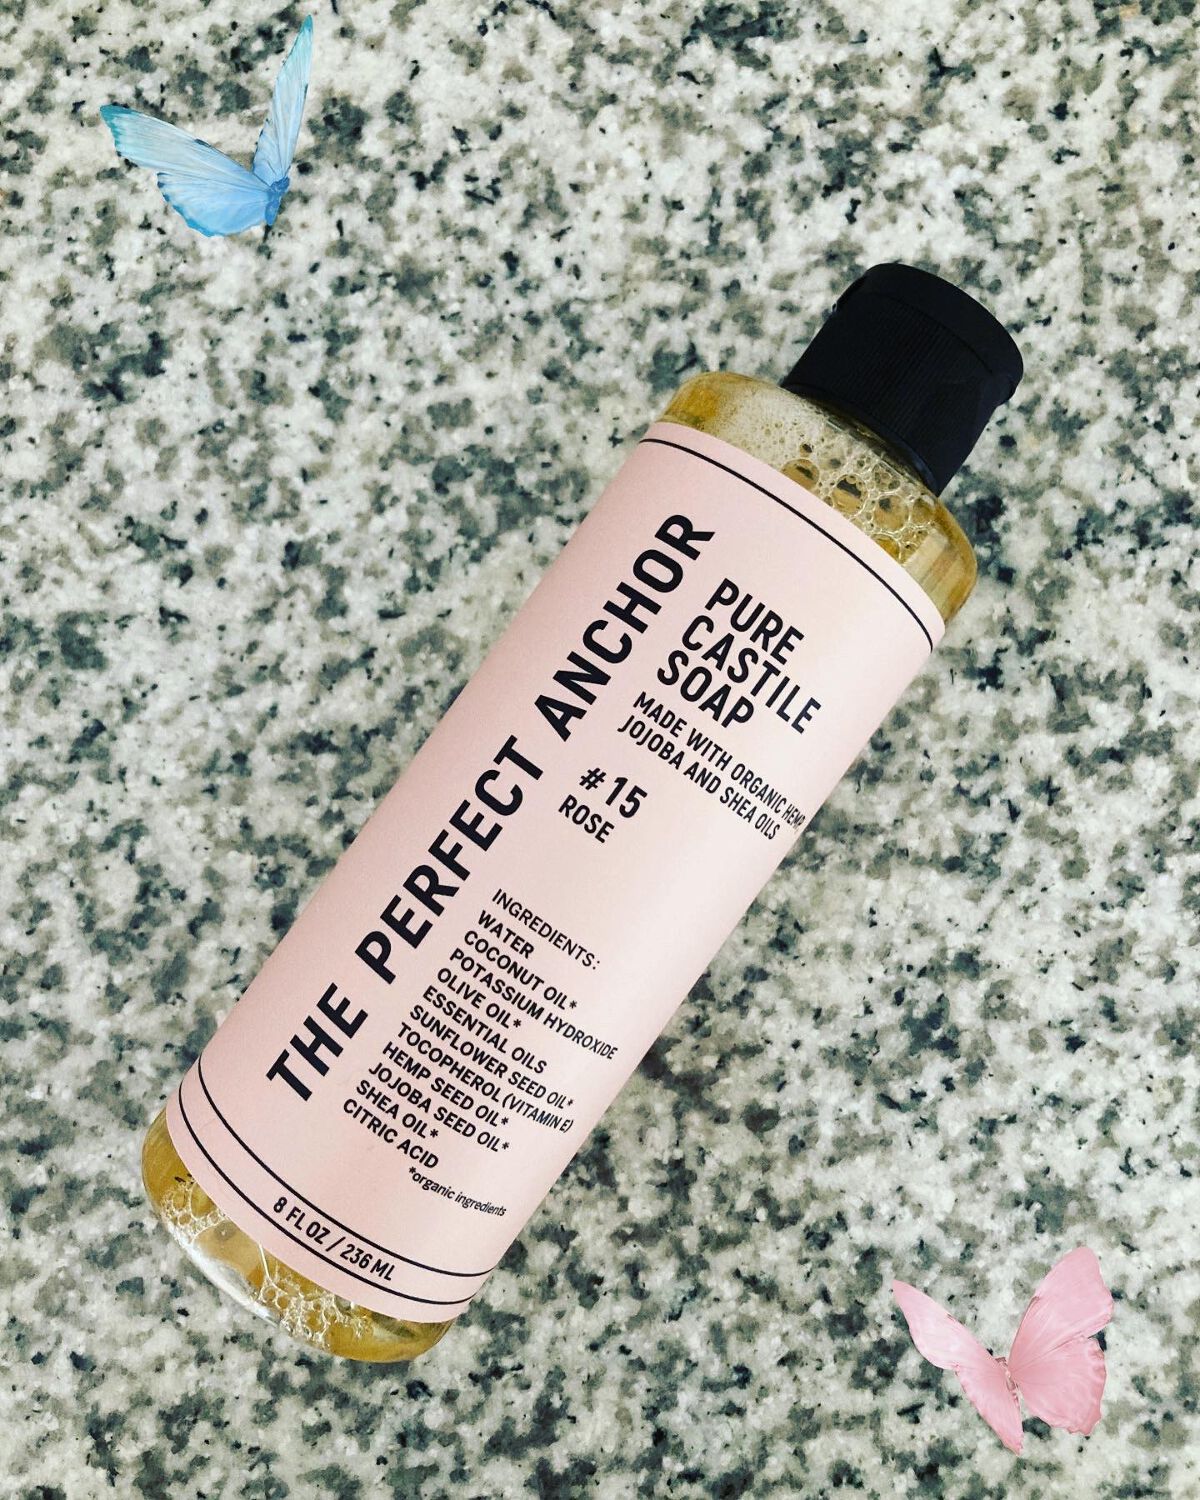 THE PERFECT ANCHOR
PURE
CASTILE
SOAP
MADE WITH ORGANIC HEMP,
JOJOBA AND SHEA OILS
#15
ROSE
INGREDIENTS:
WATER
COCONUT OIL*
POTASSIUM HYDROXIDE
OLIVE OIL*
ESSENTIAL OILS
SUNFLOWER SEED OIL*
TOCOPHEROL (VITAMIN E)
HEMP SEED OIL*
JOJOBA SEED OIL*
SHEA OIL*
CITRIC ACID
*organic ingredients
8 FL OZ / 236 ML